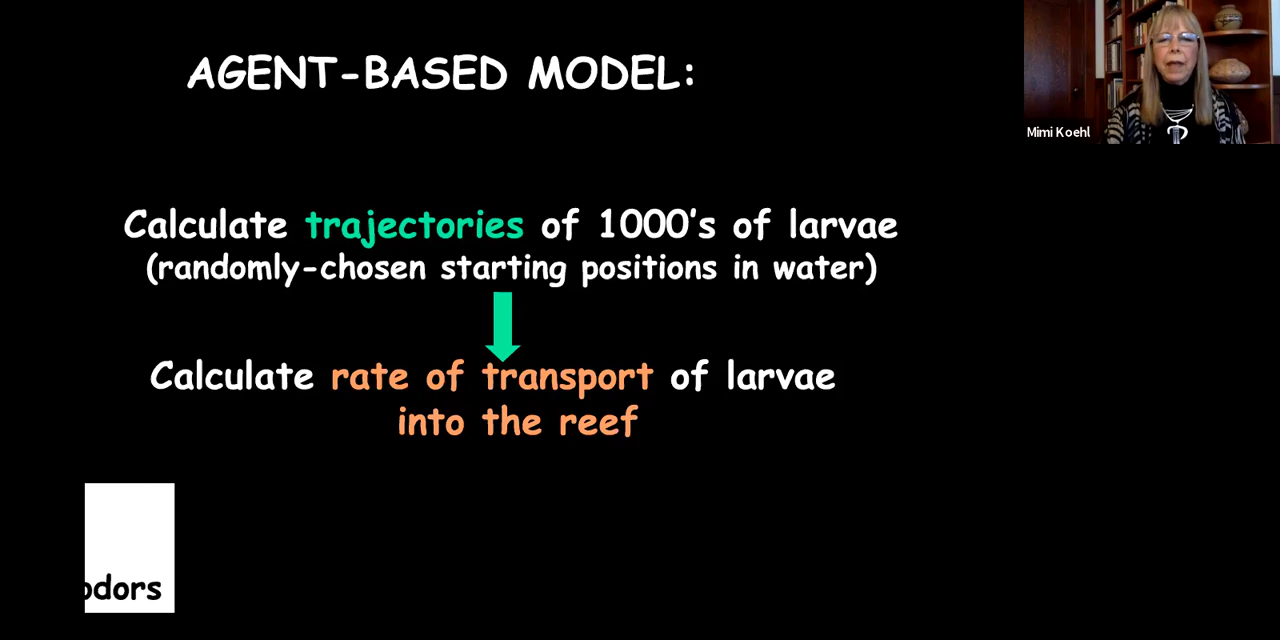 AGENT-BASED MODEL:
Mimi Koehl
Calculate trajectories of 1000's of larvae
(randomly-chosen starting positions in water)
Calculate rate of transport of larvae
into the reef
odors